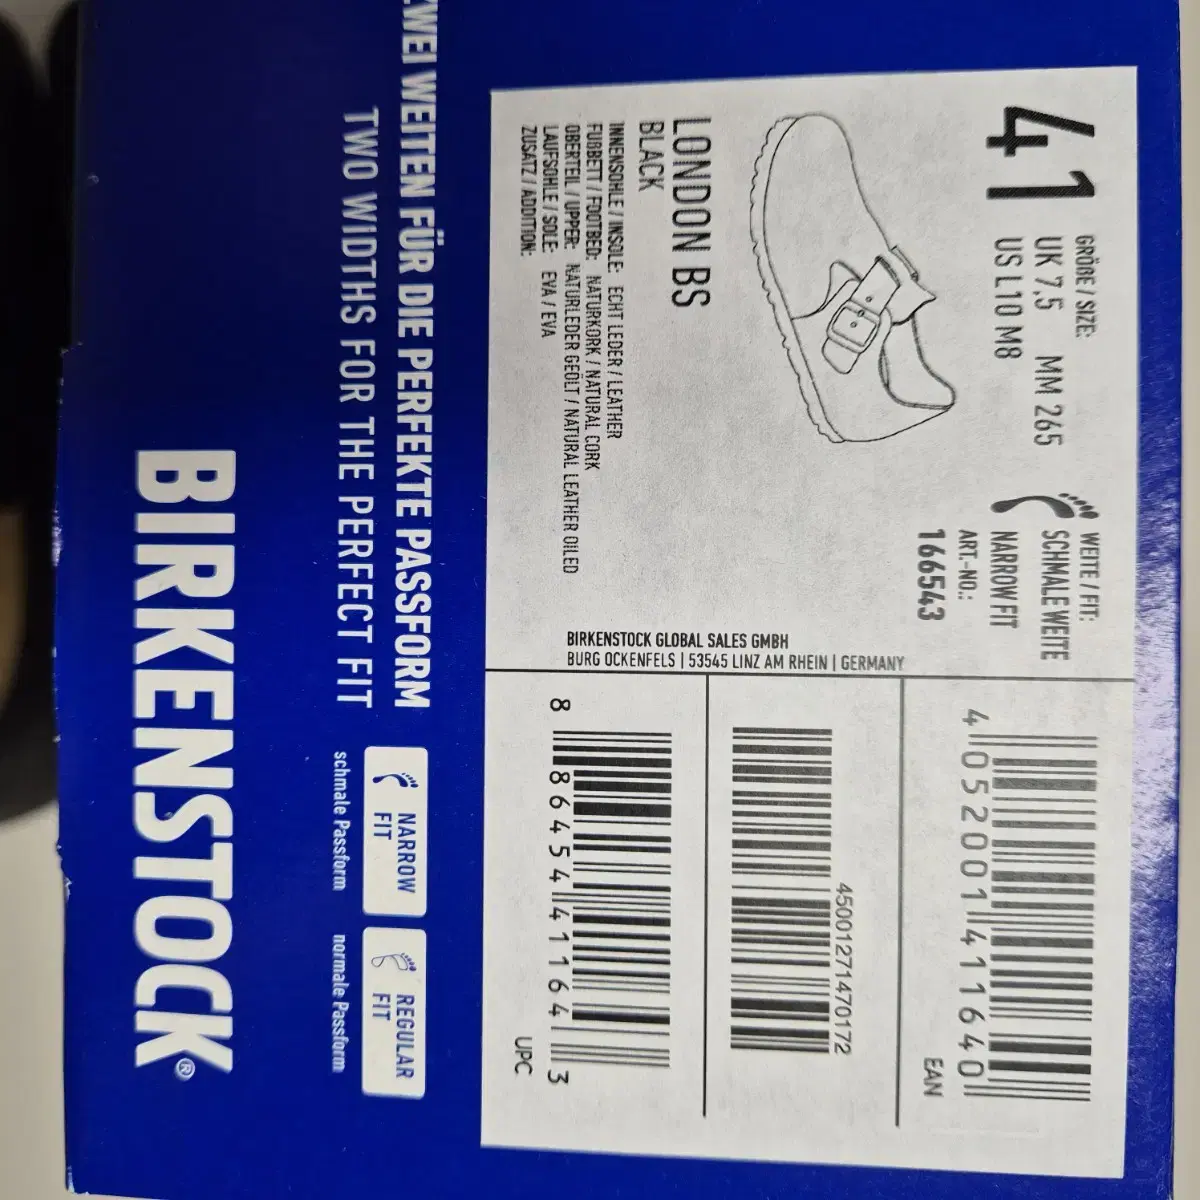 41
GRÖßE / SIZE:
UK 7,5 MM 265
US L10 M8
WEITE / FIT:
SCHMALE WEITE
NARROW FIT
ART.-NO.:
166543
LONDON BS
BLACK
INNENSOHLE / INSOLE: ECHT LEDER / LEATHER
FUßBETT / FOOTBED: NATURKORK / NATURAL CORK
OBERTEIL / UPPER: NATURLEDER GEÖLT / NATURAL LEATHER OILED
LAUFSOHLE / SOLE: EVA / EVA
ZUSATZ / ADDITION:
BIRKENSTOCK GLOBAL SALES GMBH
BURG OCKENFELS | 53545 LINZ AM RHEIN | GERMANY
4 052001 411640
EAN
45001271470172
8 86454 41164 3
UPC
ZWEI WEITEN FÜR DIE PERFEKTE PASSFORM
TWO WIDTHS FOR THE PERFECT FIT
NARROW
FIT
schmale Passform
REGULAR
FIT
normale Passform
BIRKENSTOCK®